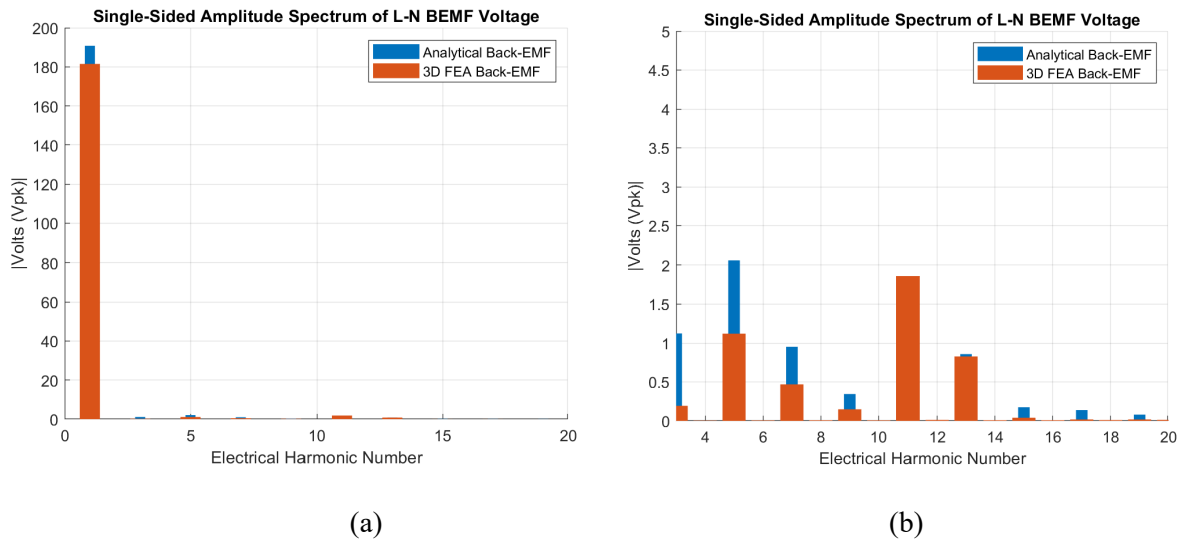 Single-Sided Amplitude Spectrum of L-N BEMF Voltage
200
180
160
140
120
100
80
60
40
20
0
|Volts (Vpk)|
Analytical Back-EMF
3D FEA Back-EMF
0 5 10 15 20
Electrical Harmonic Number
(a)
Single-Sided Amplitude Spectrum of L-N BEMF Voltage
5
4.5
4
3.5
3
2.5
2
1.5
1
0.5
0
|Volts (Vpk)|
Analytical Back-EMF
3D FEA Back-EMF
4 6 8 10 12 14 16 18 20
Electrical Harmonic Number
(b)